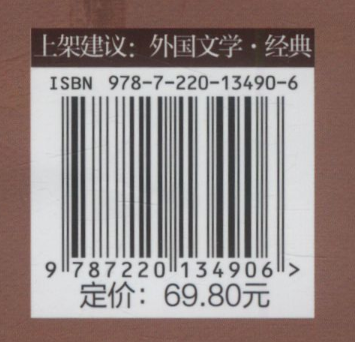 上架建议：外国文学·经典
ISBN 978-7-220-13490-6
9 787220 134906 >
定价：69.80元